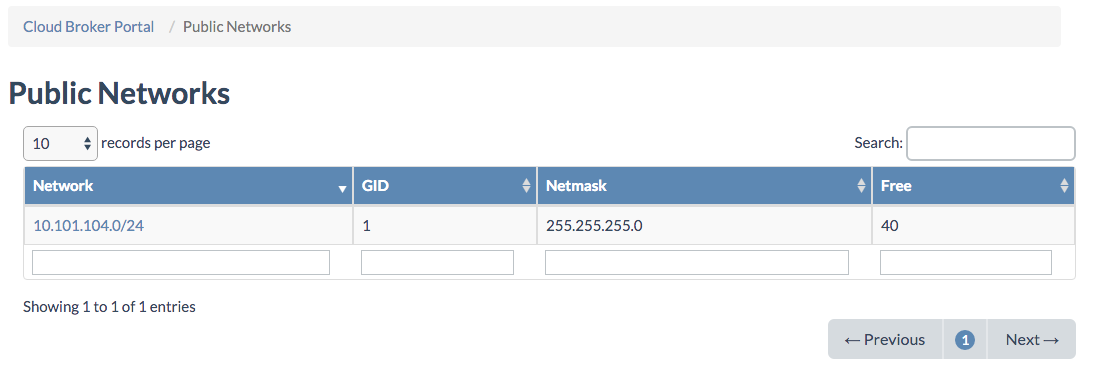 Cloud Broker Portal / Public Networks
Public Networks
10 records per page Search:
Network GID Netmask Free
10.101.104.0/24 1 255.255.255.0 40
Showing 1 to 1 of 1 entries
← Previous 1 Next →